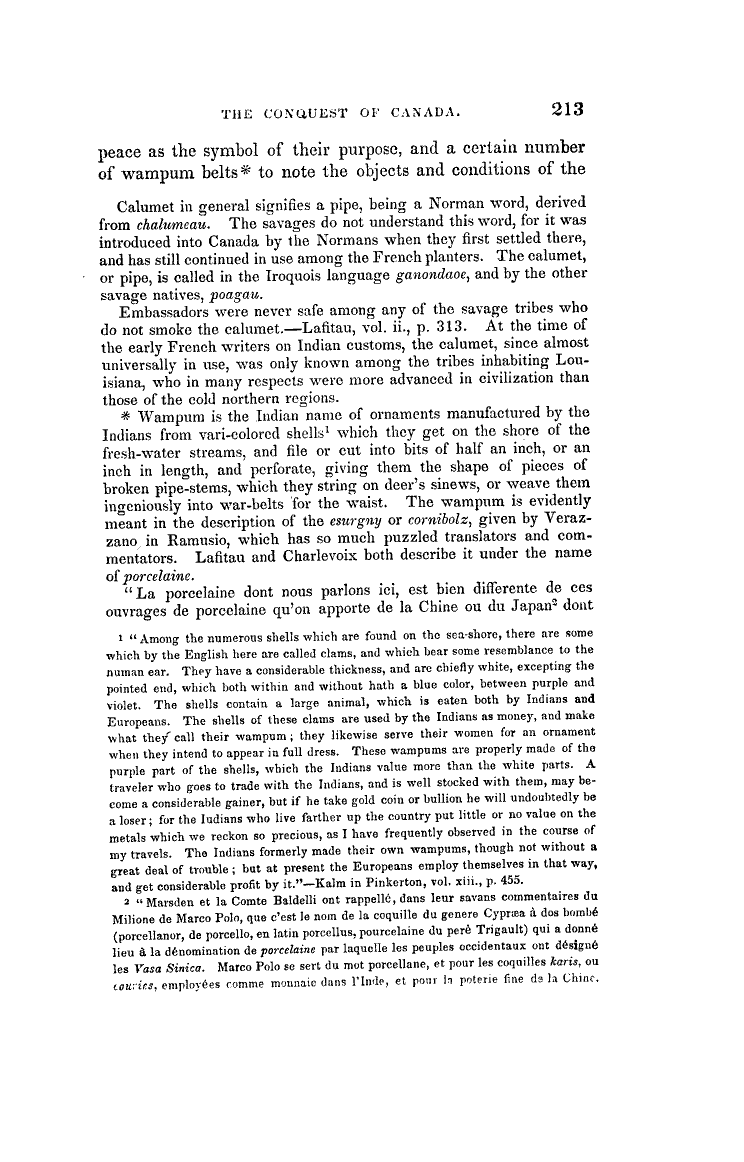 THE CONQUEST OF CANADA. 213
peace as the symbol of their purpose, and a certain number
of wampum belts* to note the objects and conditions of the
Calumet in general signifies a pipe, being a Norman word, derived
from chalumeau. The savages do not understand this word, for it was
introduced into Canada by the Normans when they first settled there,
and has still continued in use among the French planters. The calumet,
or pipe, is called in the Iroquois language ganondaoe, and by the other
savage natives, poagau.
Embassadors were never safe among any of the savage tribes who
do not smoke the calumet.—Lafitau, vol. ii., p. 313. At the time of
the early French writers on Indian customs, the calumet, since almost
universally in use, was only known among the tribes inhabiting Lou-
isiana, who in many respects were more advanced in civilization than
those of the cold northern regions.
* Wampum is the Indian name of ornaments manufactured by the
Indians from vari-colored shells¹ which they get on the shore of the
fresh-water streams, and file or cut into bits of half an inch, or an
inch in length, and perforate, giving them the shape of pieces of
broken pipe-stems, which they string on deer's sinews, or weave them
ingeniously into war-belts for the waist. The wampum is evidently
meant in the description of the esurgny or cornibolz, given by Veraz-
zano in Ramusio, which has so much puzzled translators and com-
mentators. Lafitau and Charlevoix both describe it under the name
of porcelaine.
"La porcelaine dont nous parlons ici, est bien differente de ces
ouvrages de porcelaine qu'on apporte de la Chine ou du Japan² dont
¹ "Among the numerous shells which are found on the sea-shore, there are some
which by the English here are called clams, and which bear some resemblance to the
human ear. They have a considerable thickness, and are chiefly white, excepting the
pointed end, which both within and without hath a blue color, between purple and
violet. The shells contain a large animal, which is eaten both by Indians and
Europeans. The shells of these clams are used by the Indians as money, and make
what they call their wampum; they likewise serve their women for an ornament
when they intend to appear in full dress. These wampums are properly made of the
purple part of the shells, which the Indians value more than the white parts. A
traveler who goes to trade with the Indians, and is well stocked with them, may be-
come a considerable gainer, but if he take gold coin or bullion he will undoubtedly be
a loser; for the Indians who live farther up the country put little or no value on the
metals which we reckon so precious, as I have frequently observed in the course of
my travels. The Indians formerly made their own wampums, though not without a
great deal of trouble; but at present the Europeans employ themselves in that way,
and get considerable profit by it."—Kalm in Pinkerton, vol. xiii., p. 455.
² "Marsden et la Comte Baldelli ont rappellé, dans leur savans commentaires du
Milione de Marco Polo, que c'est le nom de la coquille du genere Cypræa à dos bombé
(porcellanor, de porcello, en latin porcellus, pourcelaine du peré Trigault) qui a donné
lieu à la dénomination de porcelaine par laquelle les peuples occidentaux ont désigné
les Vasa Sinica. Marco Polo se sert du mot porcellane, et pour les coquilles karis, ou
couries, employées comme monnaie dans l'Inde, et pour la poterie fine de la Chine.